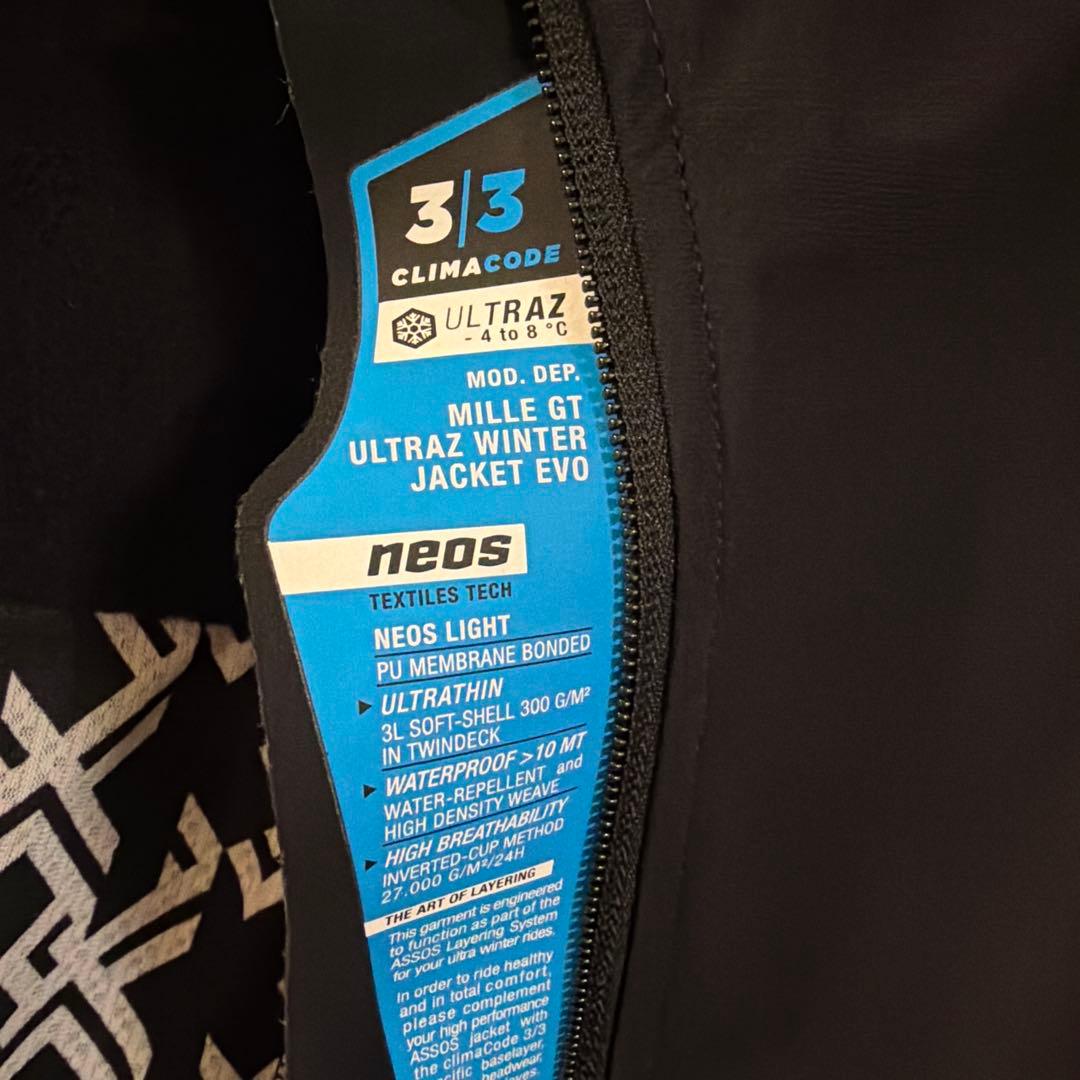 3/3
CLIMACODE
ULTRAZ
- 4 to 8 °C
MOD. DEP.
MILLE GT
ULTRAZ WINTER
JACKET EVO
neos
TEXTILES TECH
NEOS LIGHT
PU MEMBRANE BONDED
ULTRATHIN
3L SOFT-SHELL 300 G/M²
IN TWINDECK
WATERPROOF >10 MT
WATER-REPELLENT and
HIGH DENSITY WEAVE
HIGH BREATHABILITY
INVERTED-CUP METHOD
27.000 G/M²/24H
THE ART OF LAYERING
This garment is engineered
to function as part of the
ASSOS Layering System
for your ultra winter rides.
In order to ride healthy
and in total comfort,
please complement
your high performance
ASSOS jacket with
the climaCode 3/3
baselayer,
headwear,